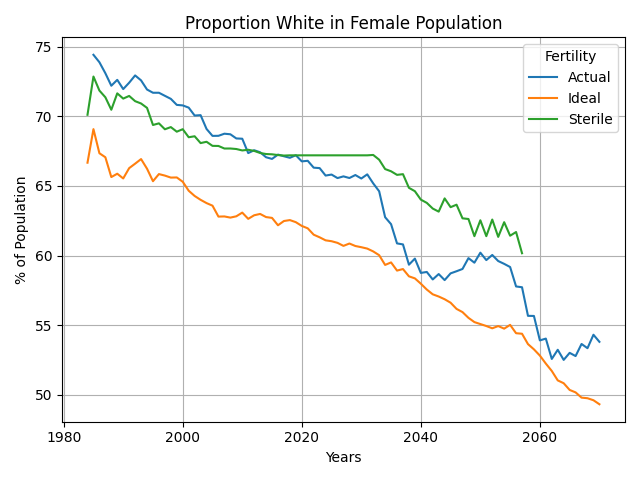 Proportion White in Female Population
% of Population
75
70
65
60
55
50
Fertility
Actual
Ideal
Sterile
1980
2000
2020
2040
2060
Years